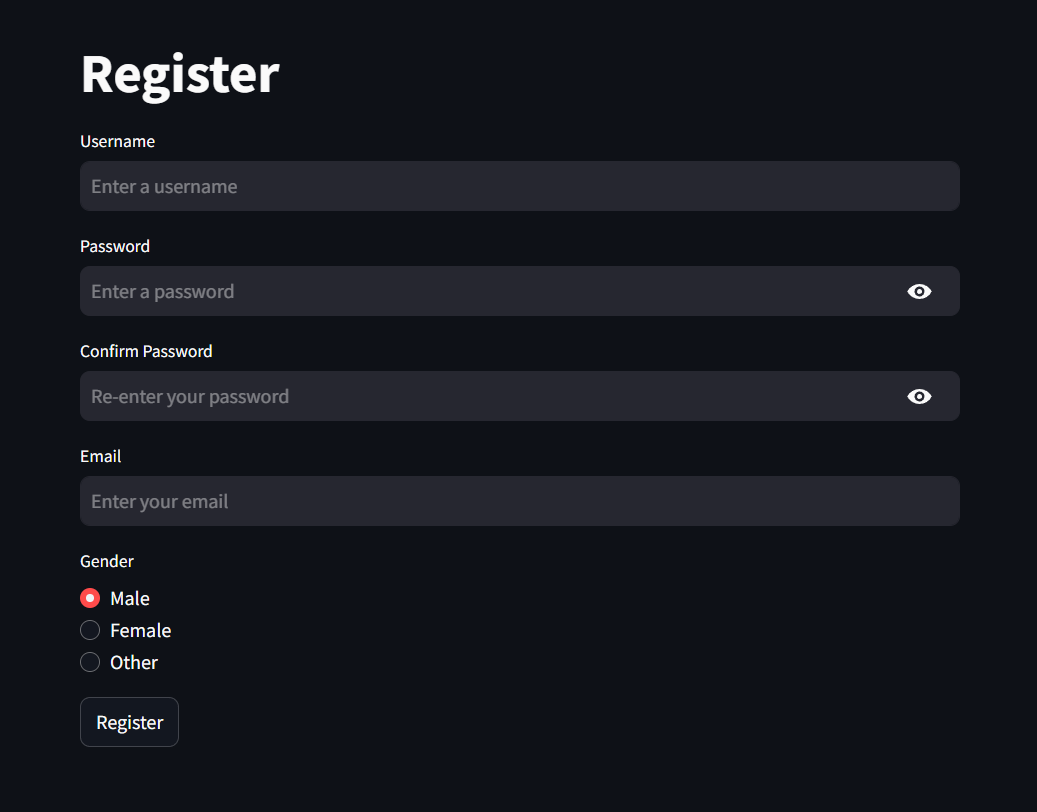 Register
Username
Enter a username
Password
Enter a password
Confirm Password
Re-enter your password
Email
Enter your email
Gender
Male
Female
Other
Register